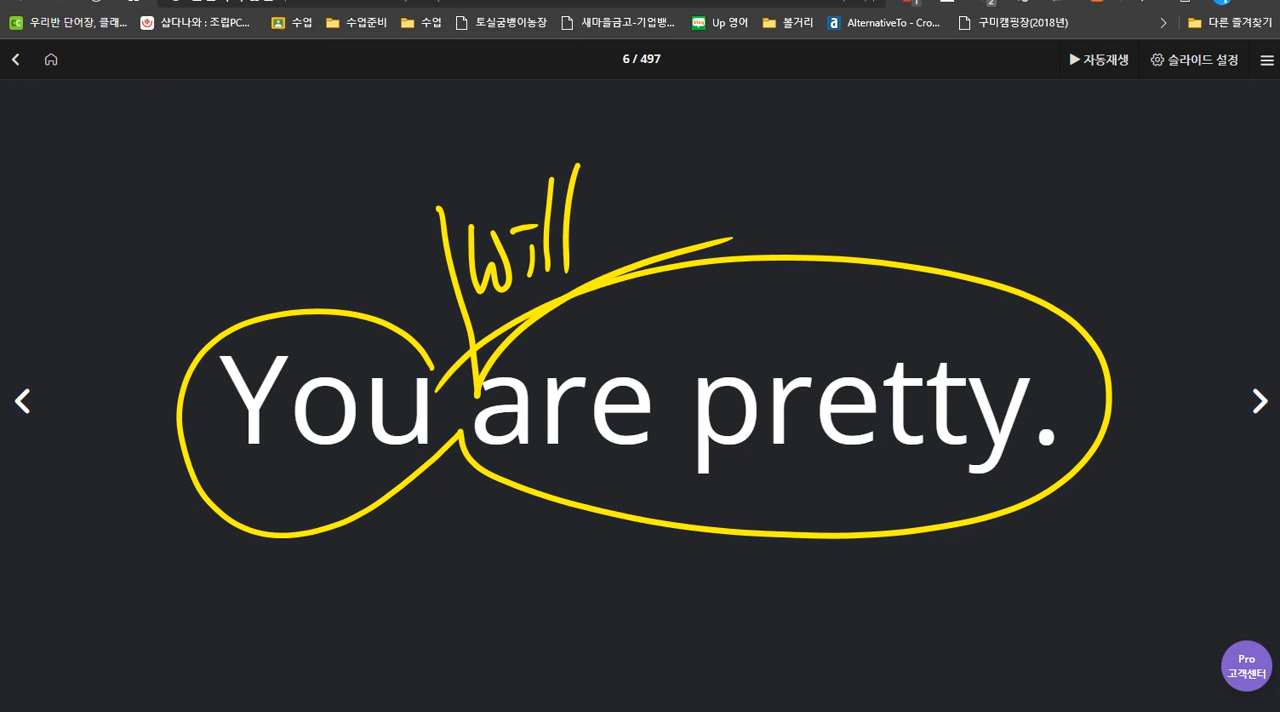 우리반 단어장, 클래... 샵다나와 : 조립PC... 수업 수업준비 수업 토실굼벵이농장 새마을금고-기업뱅... Up 영어 볼거리 AlternativeTo - Cro... 구미캠핑장(2018년) 다른 즐겨찾기
6 / 497 ▶ 자동재생 슬라이드 설정
will
You are pretty.
Pro
고객센터